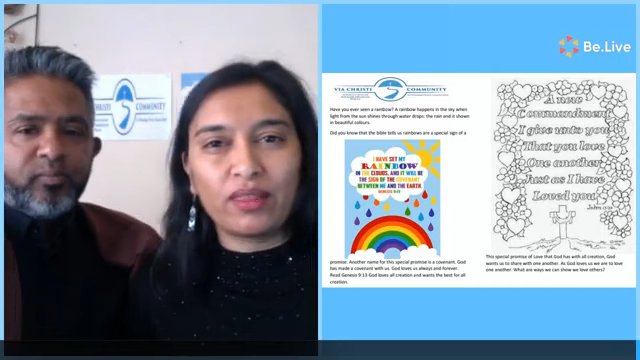 Be.Live
VIA CHRISTI COMMUNITY
VIA CHRISTI COMMUNITY
Have you ever seen a rainbow? A rainbow happens in the sky when
light from the sun shines through water drops: the rain and it shown
in beautiful colours.
Did you know that the bible tells us rainbows are a special sign of a
I HAVE SET MY
RAINBOW
IN THE CLOUDS, AND IT WILL BE
THE SIGN OF THE COVENANT
BETWEEN ME AND THE EARTH.
GENESIS 9:13
promise. Another name for this special promise is a covenant. God
has made a covenant with us. God loves us always and forever.
Read Genesis 9:13 God loves all creation and wants the best for all
creation.
A new
Commandment
I give unto you
That you love
One another
Just as I have
Loved you
John 13:34
This special promise of Love that God has with all creation, God
wants us to share with one another. As God loves us we are to love
one another. What are ways we can show we love others?